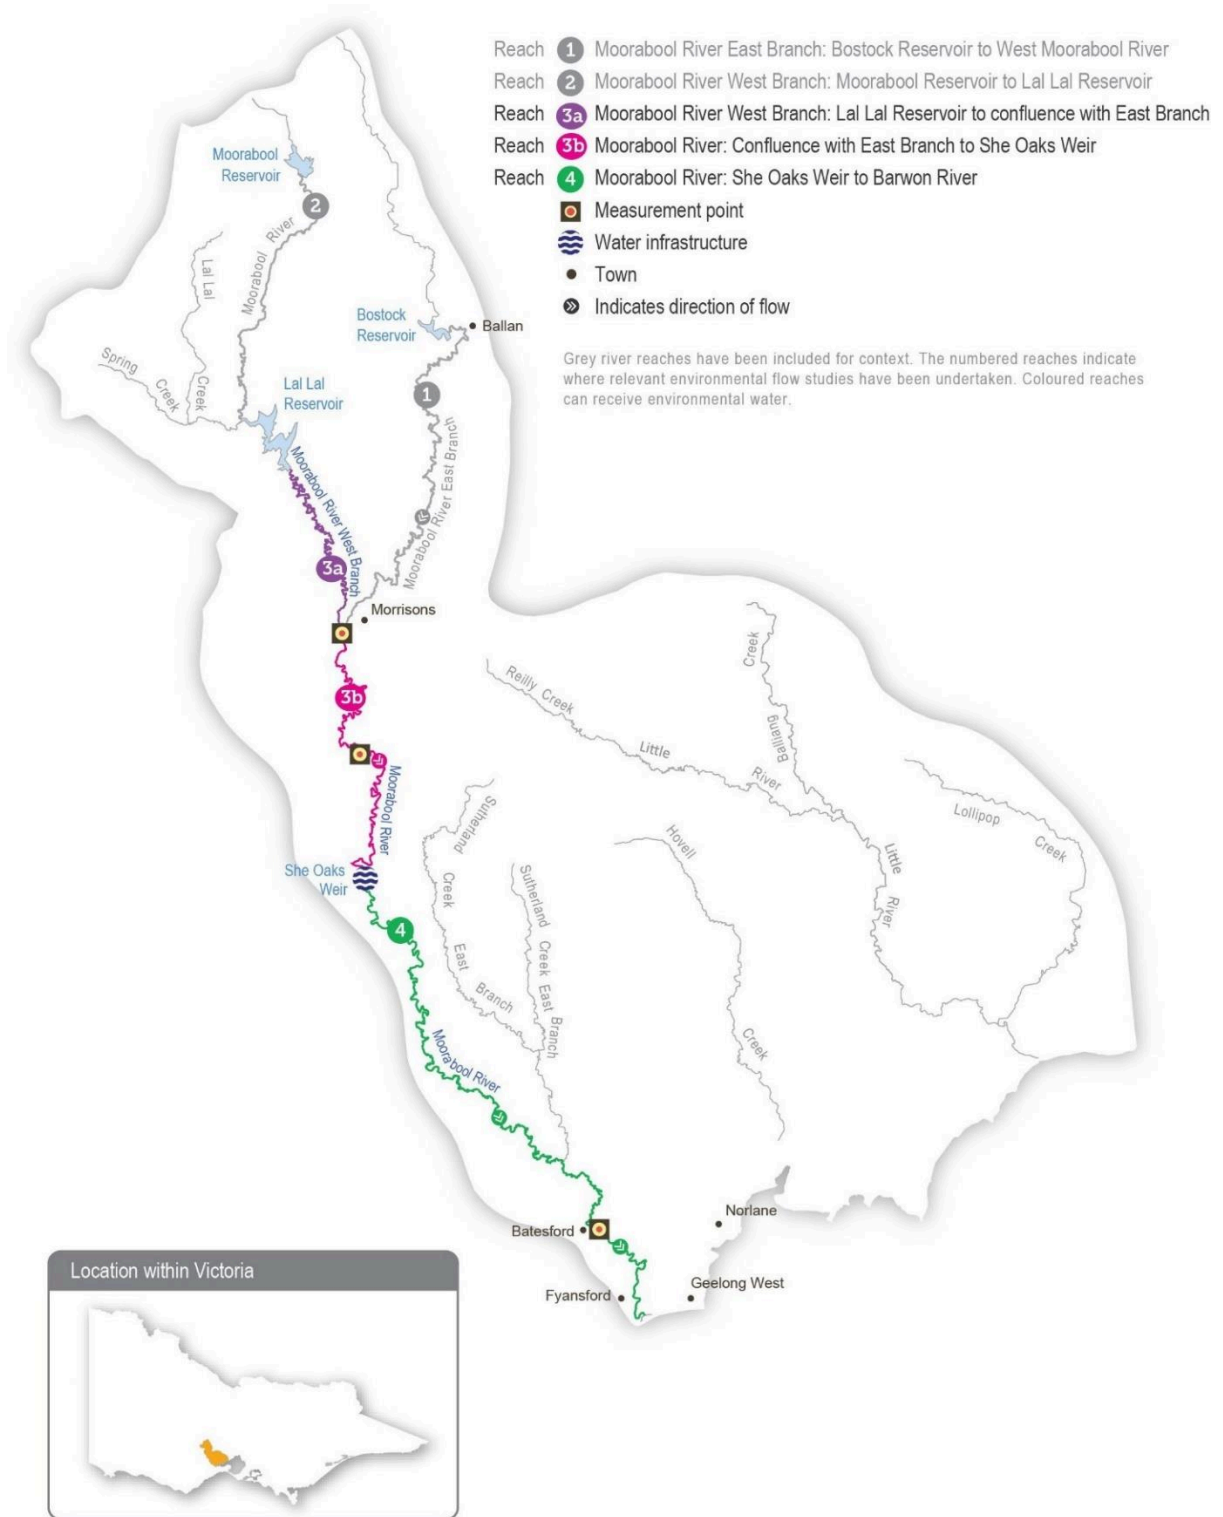 Reach 1 Moorabool River East Branch: Bostock Reservoir to West Moorabool River
Reach 2 Moorabool River West Branch: Moorabool Reservoir to Lal Lal Reservoir
Reach 3a Moorabool River West Branch: Lal Lal Reservoir to confluence with East Branch
Reach 3b Moorabool River: Confluence with East Branch to She Oaks Weir
Reach 4 Moorabool River: She Oaks Weir to Barwon River
Measurement point
Water infrastructure
Town
Indicates direction of flow
Grey river reaches have been included for context. The numbered reaches indicate
where relevant environmental flow studies have been undertaken. Coloured reaches
can receive environmental water.
Moorabool
Reservoir
2
Moorabool River
Lal Lal
Creek
Spring
Creek
Bostock
Reservoir
Ballan
Lal Lal
Reservoir
1
Moorabool River East Branch
Moorabool River West Branch
3a
Morrisons
3b
Moorabool River
She Oaks
Weir
4
Moorabool River
Reilly Creek
Little
River
Creek
Balliang
Little
River
Lollipop
Creek
Sutherland
Creek
East
Branch
Sutherland
Creek East Branch
Hovell
Creek
Batesford
Norlane
Fyansford
Geelong West
Location within Victoria